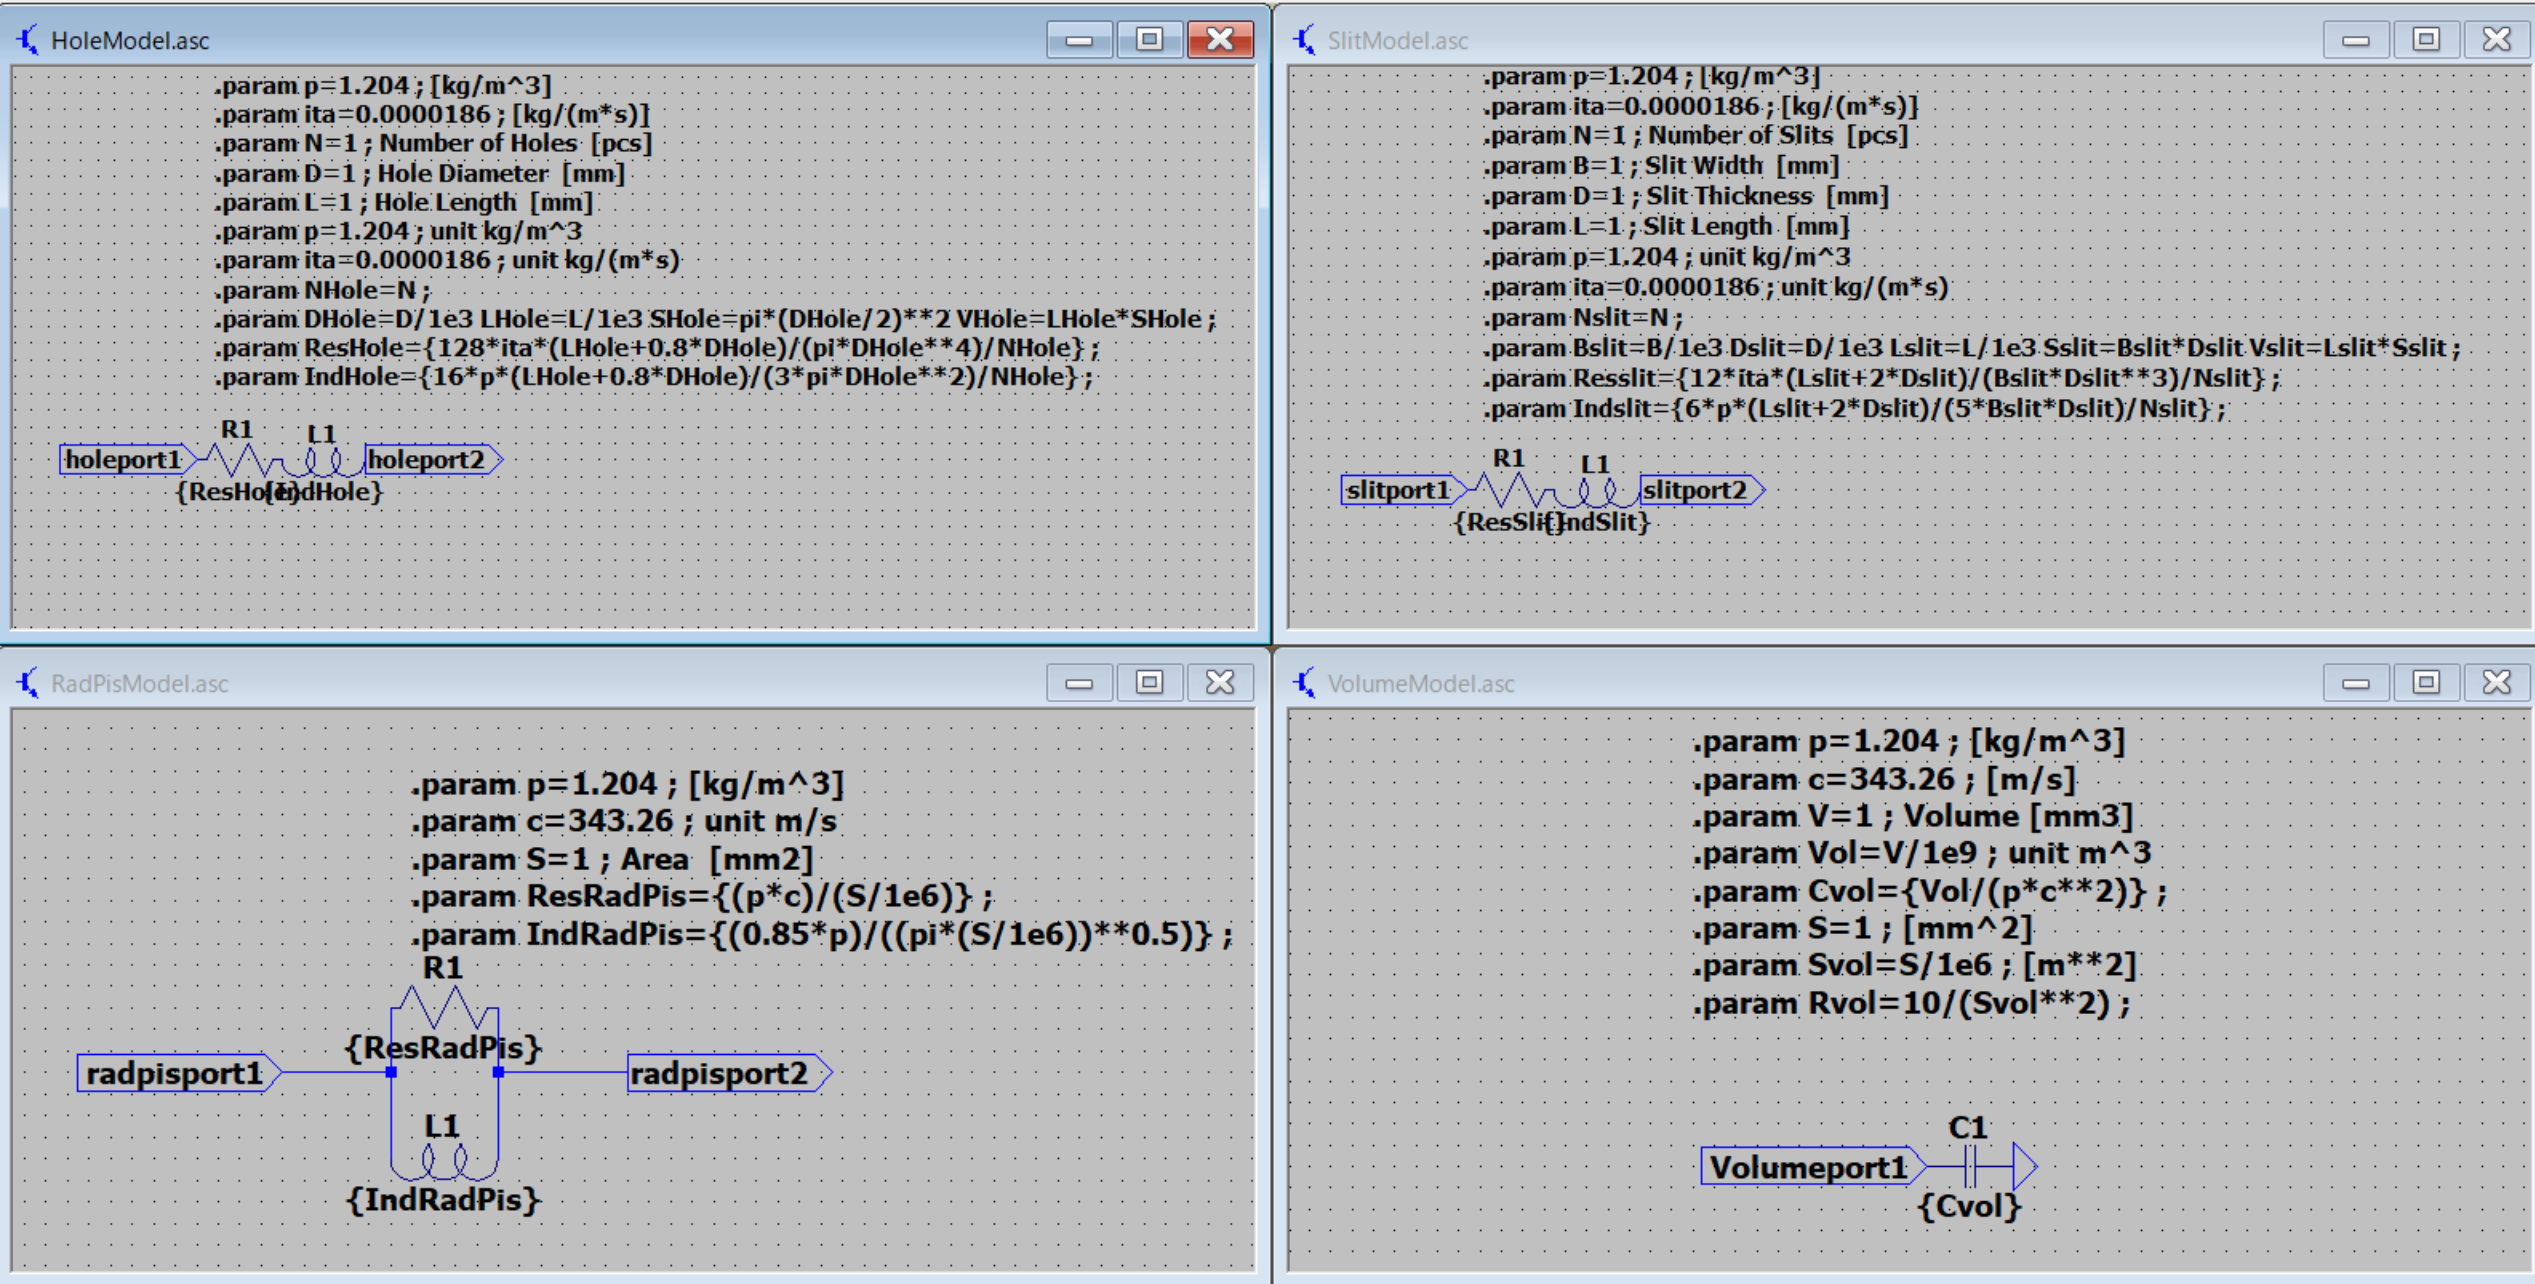 HoleModel.asc
.param p=1.204 ; [kg/m^3]
.param ita=0.0000186 ; [kg/(m*s)]
.param N=1 ; Number of Holes [pcs]
.param D=1 ; Hole Diameter [mm]
.param L=1 ; Hole Length [mm]
.param p=1.204 ; unit kg/m^3
.param ita=0.0000186 ; unit kg/(m*s)
.param NHole=N ;
.param DHole=D/1e3 LHole=L/1e3 SHole=pi*(DHole/2)**2 VHole=LHole*SHole ;
.param ResHole={128*ita*(LHole+0.8*DHole)/(pi*DHole**4)/NHole} ;
.param IndHole={16*p*(LHole+0.8*DHole)/(3*pi*DHole**2)/NHole} ;
R1 L1
holeport1 holeport2
{ResHole} {IndHole}
SlitModel.asc
.param p=1.204 ; [kg/m^3]
.param ita=0.0000186 ; [kg/(m*s)]
.param N=1 ; Number of Slits [pcs]
.param B=1 ; Slit Width [mm]
.param D=1 ; Slit Thickness [mm]
.param L=1 ; Slit Length [mm]
.param p=1.204 ; unit kg/m^3
.param ita=0.0000186 ; unit kg/(m*s)
.param Nslit=N ;
.param Bslit=B/1e3 Dslit=D/1e3 Lslit=L/1e3 Sslit=Bslit*Dslit Vslit=Lslit*Sslit ;
.param Resslit={12*ita*(Lslit+2*Dslit)/(Bslit*Dslit**3)/Nslit} ;
.param Indslit={6*p*(Lslit+2*Dslit)/(5*Bslit*Dslit)/Nslit} ;
R1 L1
slitport1 slitport2
{ResSlit} {IndSlit}
RadPisModel.asc
.param p=1.204 ; [kg/m^3]
.param c=343.26 ; unit m/s
.param S=1 ; Area [mm2]
.param ResRadPis={(p*c)/(S/1e6)} ;
.param IndRadPis={(0.85*p)/((pi*(S/1e6))**0.5)} ;
R1
{ResRadPis}
radpisport1 radpisport2
L1
{IndRadPis}
VolumeModel.asc
.param p=1.204 ; [kg/m^3]
.param c=343.26 ; [m/s]
.param V=1 ; Volume [mm3]
.param Vol=V/1e9 ; unit m^3
.param Cvol={Vol/(p*c**2)} ;
.param S=1 ; [mm^2]
.param Svol=S/1e6 ; [m**2]
.param Rvol=10/(Svol**2) ;
C1
Volumeport1
{Cvol}